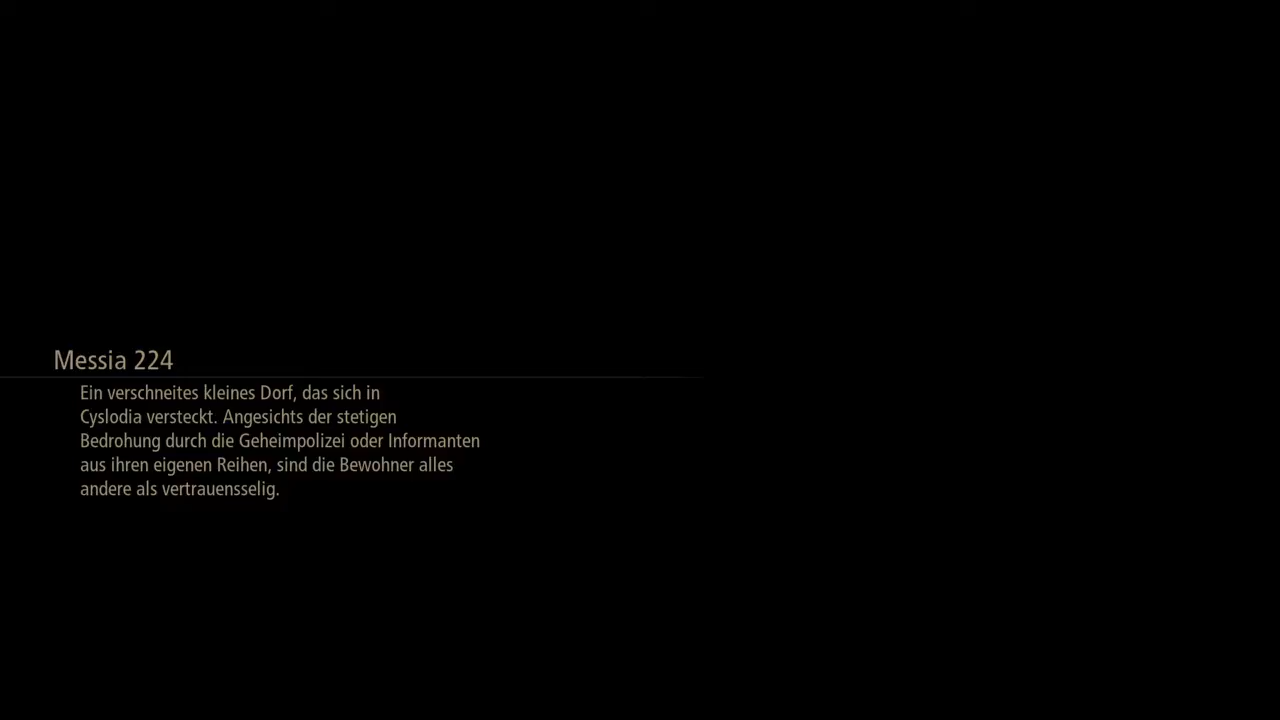 Messia 224
Ein verschneites kleines Dorf, das sich in
Cyslodia versteckt. Angesichts der stetigen
Bedrohung durch die Geheimpolizei oder Informanten
aus ihren eigenen Reihen, sind die Bewohner alles
andere als vertrauensselig.